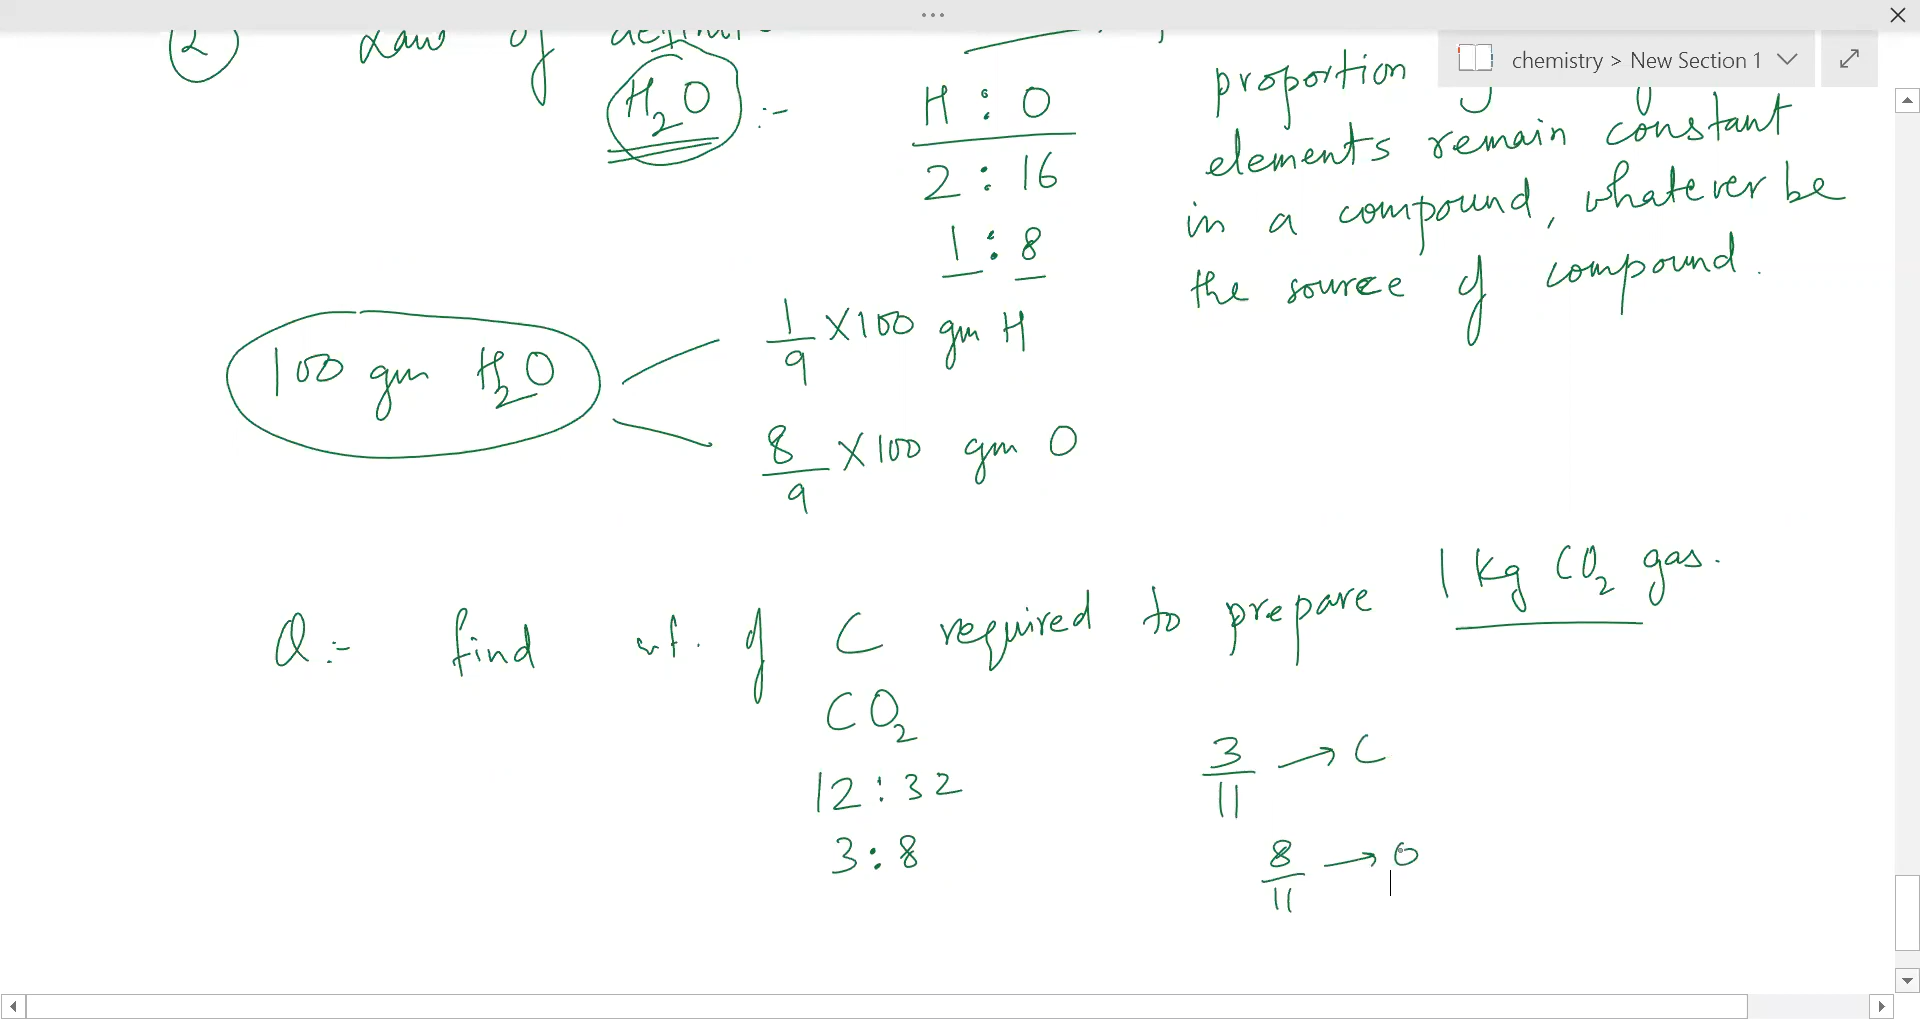 chemistry > New Section 1
② Law of
H₂O :-
H : O
2 : 16
1 : 8
proportion
elements remain constant
in a compound, whatever be
the source of compound.
100 gm H₂O
1/9 X100 gm H
8/9 X100 gm O
Q:- find wt. of C required to prepare 1 kg CO₂ gas.
CO₂
12:32
3:8
3/11 → C
8/11 → O